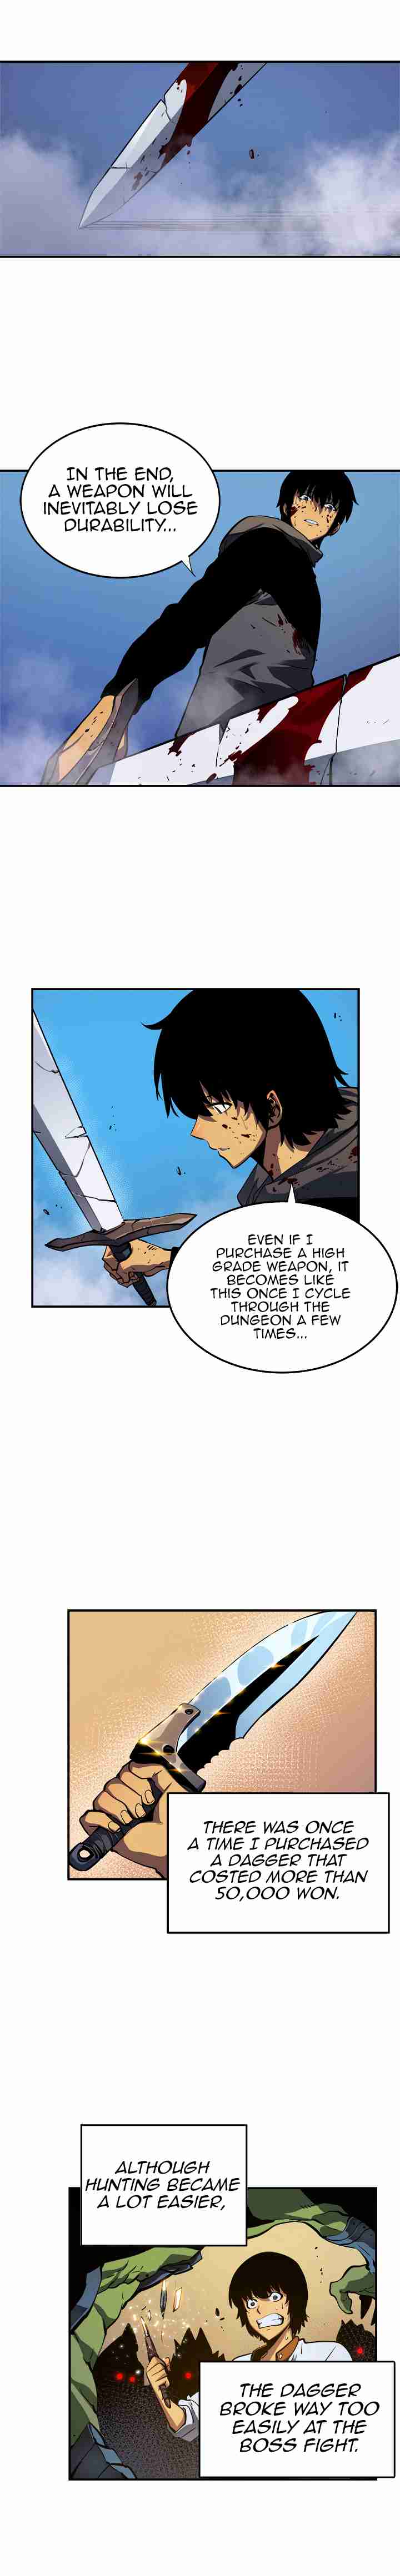 IN THE END,
A WEAPON WILL
INEVITABLY LOSE
DURABILITY...
EVEN IF I
PURCHASE A HIGH
GRADE WEAPON, IT
BECOMES LIKE
THIS ONCE I CYCLE
THROUGH THE
DUNGEON A FEW
TIMES...
THERE WAS ONCE
A TIME I PURCHASED
A DAGGER THAT
COSTED MORE THAN
50,000 WON.
ALTHOUGH
HUNTING BECAME
A LOT EASIER,
THE DAGGER
BROKE WAY TOO
EASILY AT THE
BOSS FIGHT.